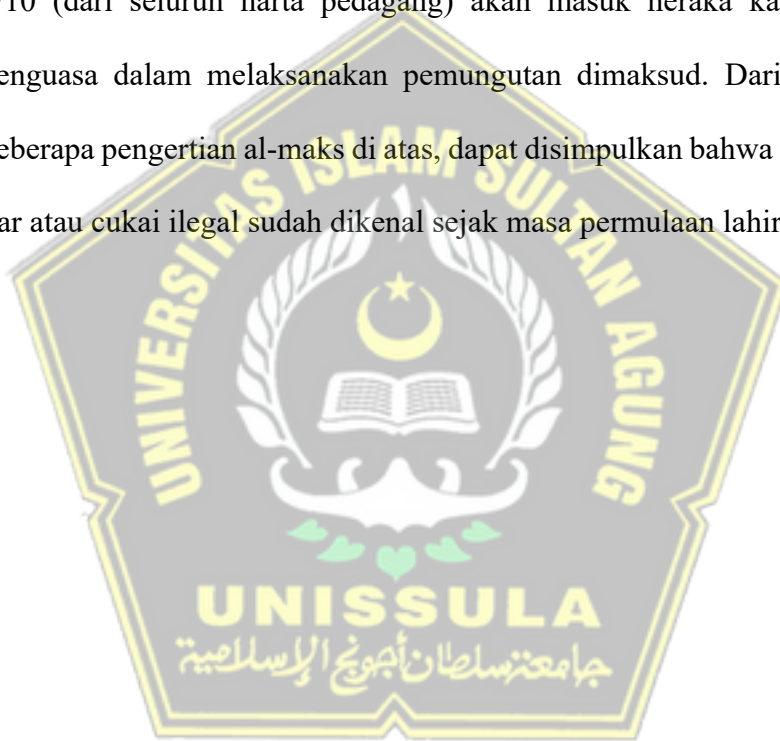 10 (dari seluruh harta pedagang) akan masuk neraka
enguasa dalam melaksanakan pemungutan dimaksud. Dari
eberapa pengertian al-maks di atas, dapat disimpulkan bahwa
ar atau cukai ilegal sudah dikenal sejak masa permulaan lahir
UNIVERSITAS ISLAM SULTAN AGUNG
UNISSULA
جامعة سلطان أجونج الإسلامية